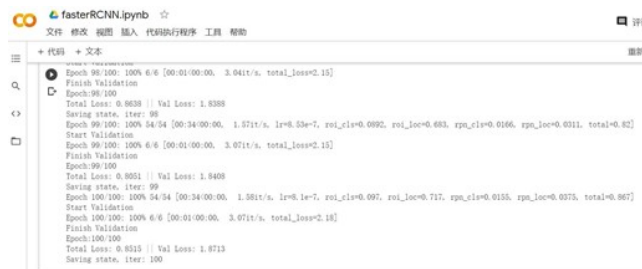 fasterRCNN.ipynb
文件 修改 视图 插入 代码执行程序 工具 帮助
+ 代码 + 文本
Start Validation
Epoch 98/100: 100% 6/6 [00:01<00:00, 3.04it/s, total_loss=2.15]
Finish Validation
Epoch:98/100
Total Loss: 0.8638 || Val Loss: 1.8388
Saving state, iter: 98
Epoch 99/100: 100% 54/54 [00:34<00:00, 1.57it/s, lr=8.53e-7, roi_cls=0.0892, roi_loc=0.683, rpn_cls=0.0166, rpn_loc=0.0311, total=0.82]
Start Validation
Epoch 99/100: 100% 6/6 [00:01<00:00, 3.07it/s, total_loss=2.15]
Finish Validation
Epoch:99/100
Total Loss: 0.8051 || Val Loss: 1.8408
Saving state, iter: 99
Epoch 100/100: 100% 54/54 [00:34<00:00, 1.58it/s, lr=8.1e-7, roi_cls=0.097, roi_loc=0.717, rpn_cls=0.0155, rpn_loc=0.0375, total=0.867]
Start Validation
Epoch 100/100: 100% 6/6 [00:01<00:00, 3.07it/s, total_loss=2.18]
Finish Validation
Epoch:100/100
Total Loss: 0.8515 || Val Loss: 1.8713
Saving state, iter: 100